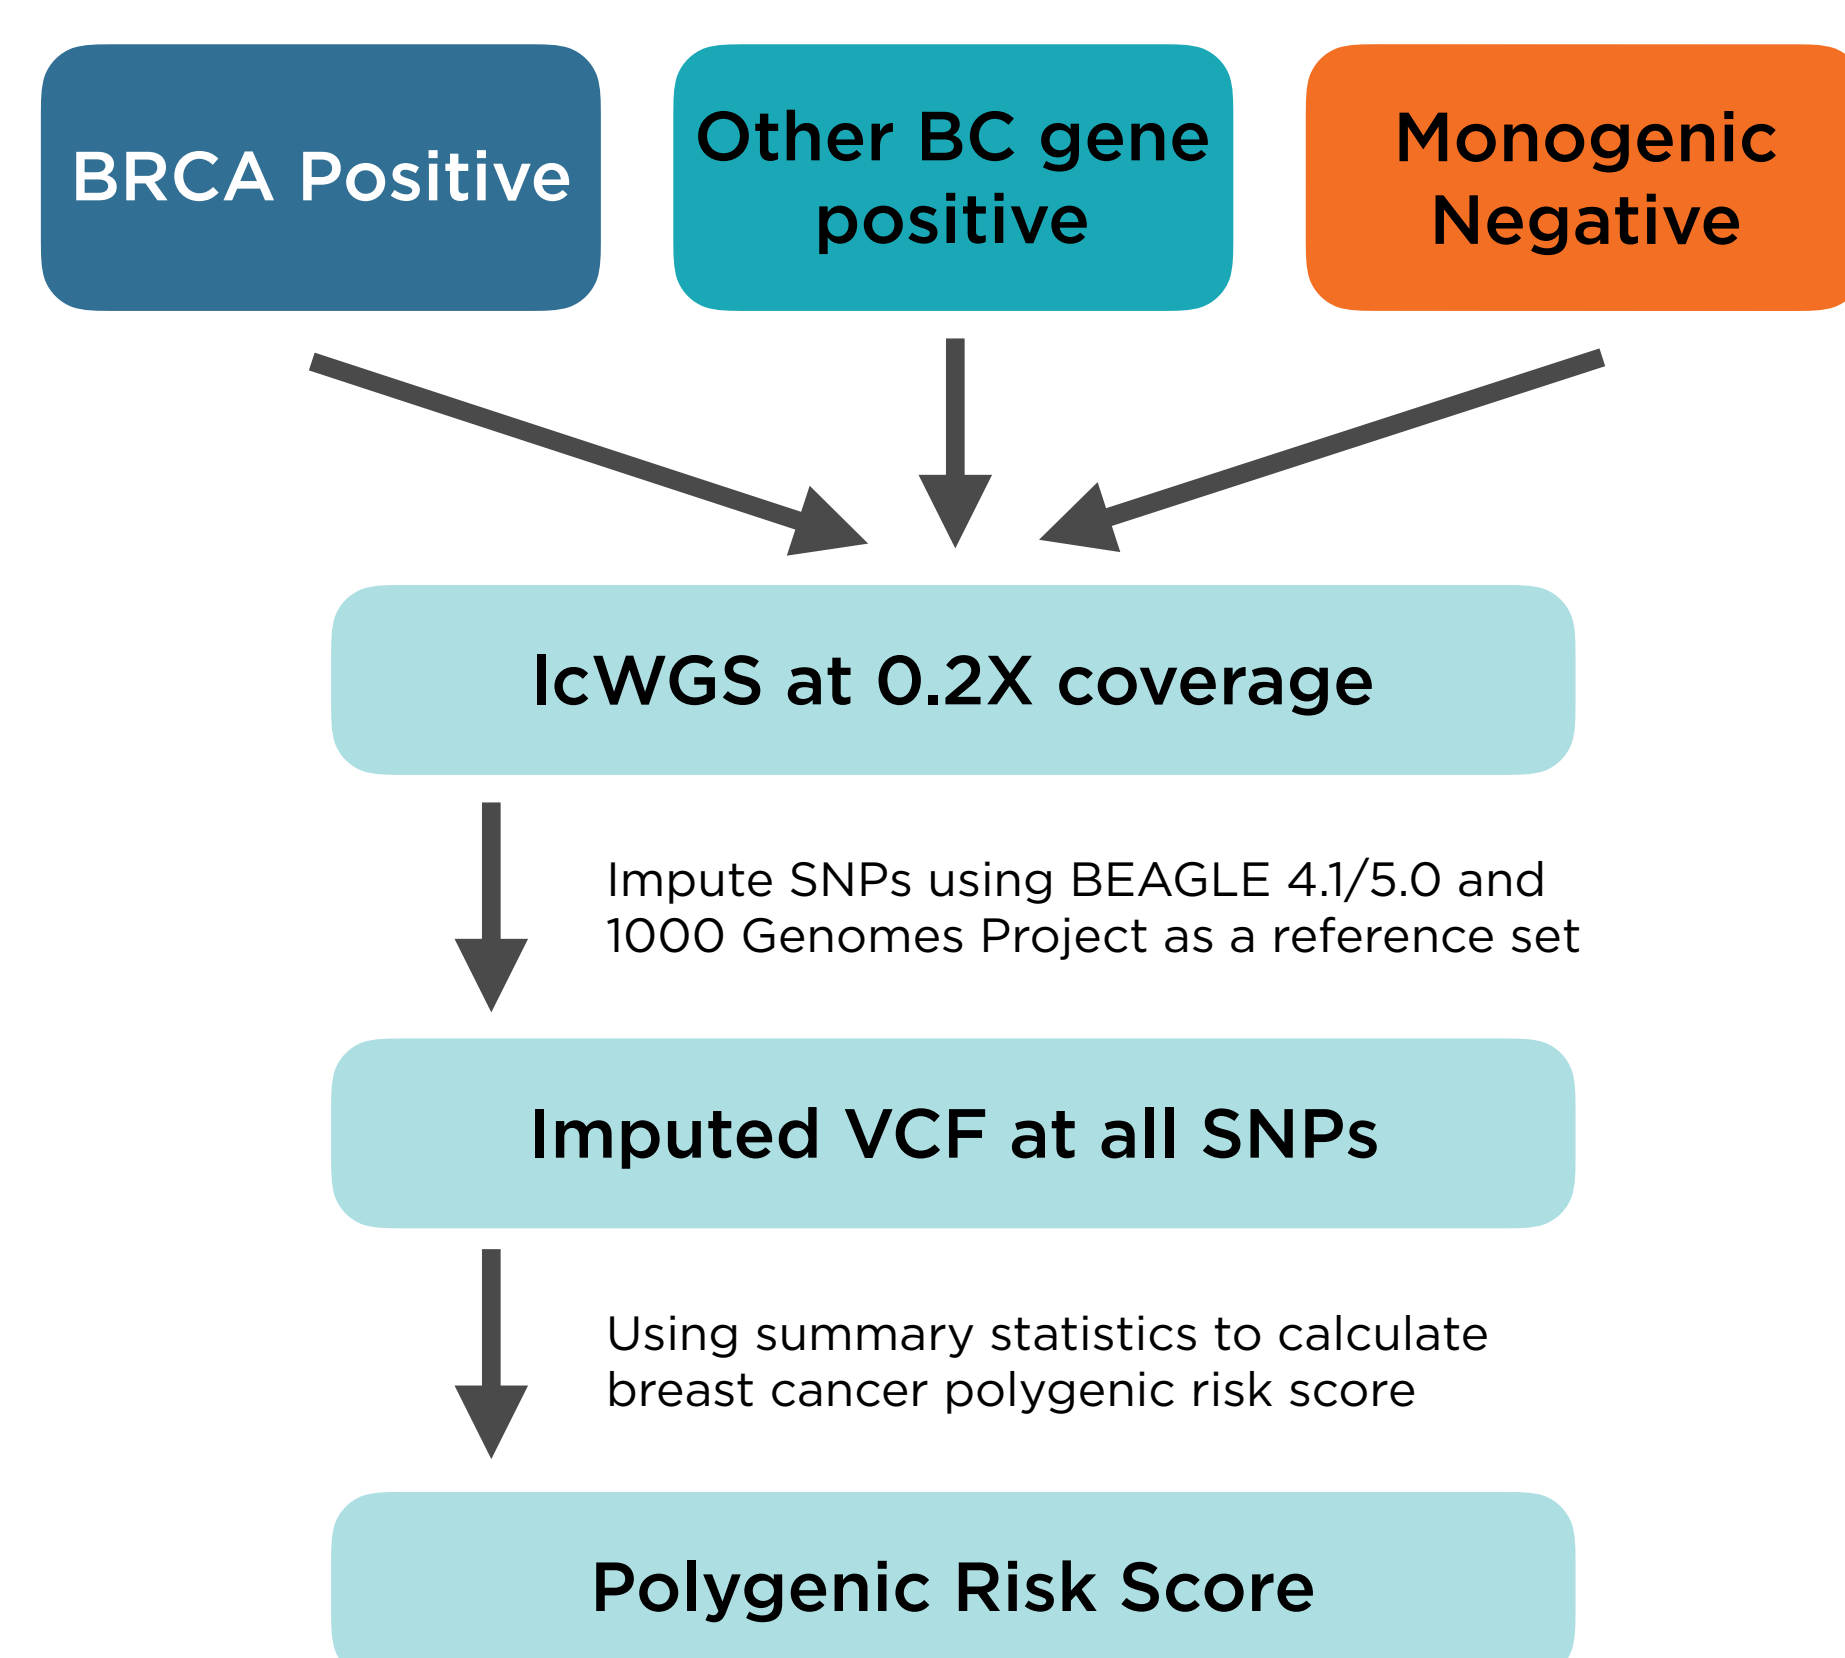 BRCA Positive
Other BC gene
positive
Monogenic
Negative
lcWGS at 0.2X coverage
Impute SNPs using BEAGLE 4.1/5.0 and
1000 Genomes Project as a reference set
Imputed VCF at all SNPs
Using summary statistics to calculate
breast cancer polygenic risk score
Polygenic Risk Score